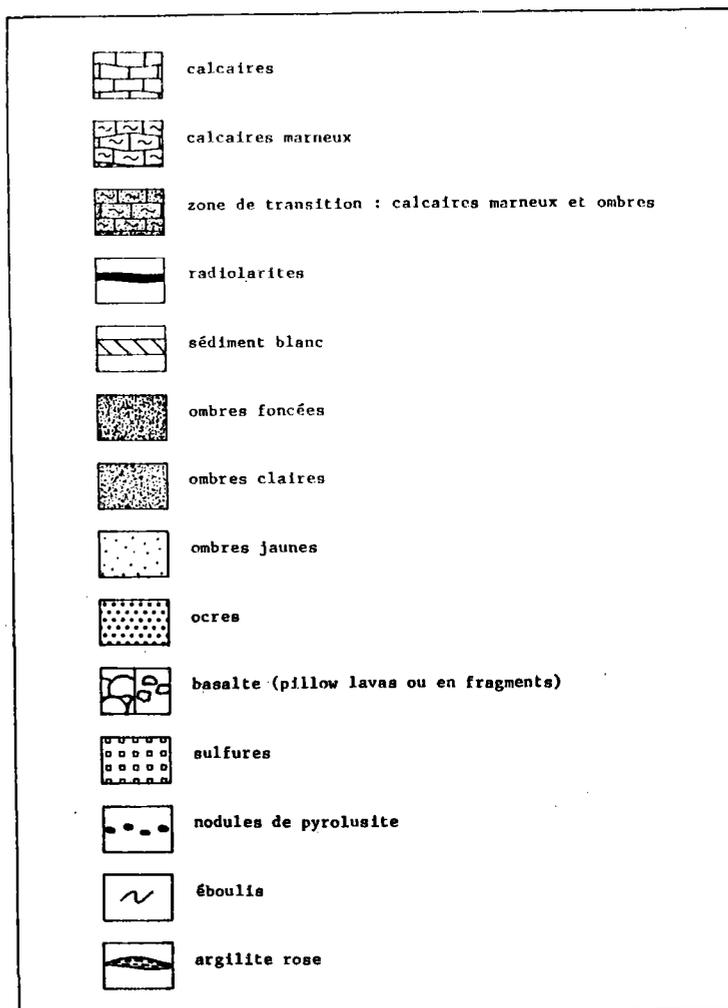 calcaires
calcaires marneux
zone de transition : calcaires marneux et ombres
radiolarites
sédiment blanc
ombres foncées
ombres claires
ombres jaunes
ocres
basalte (pillow lavas ou en fragments)
sulfures
nodules de pyrolusite
éboulis
argilite rose